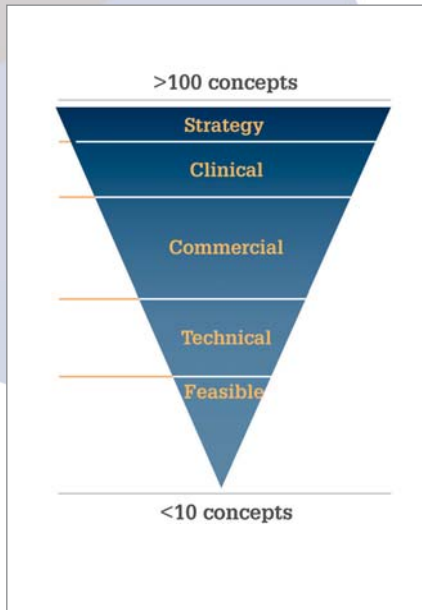 >100 concepts
Strategy
Clinical
Commercial
Technical
Feasible
<10 concepts